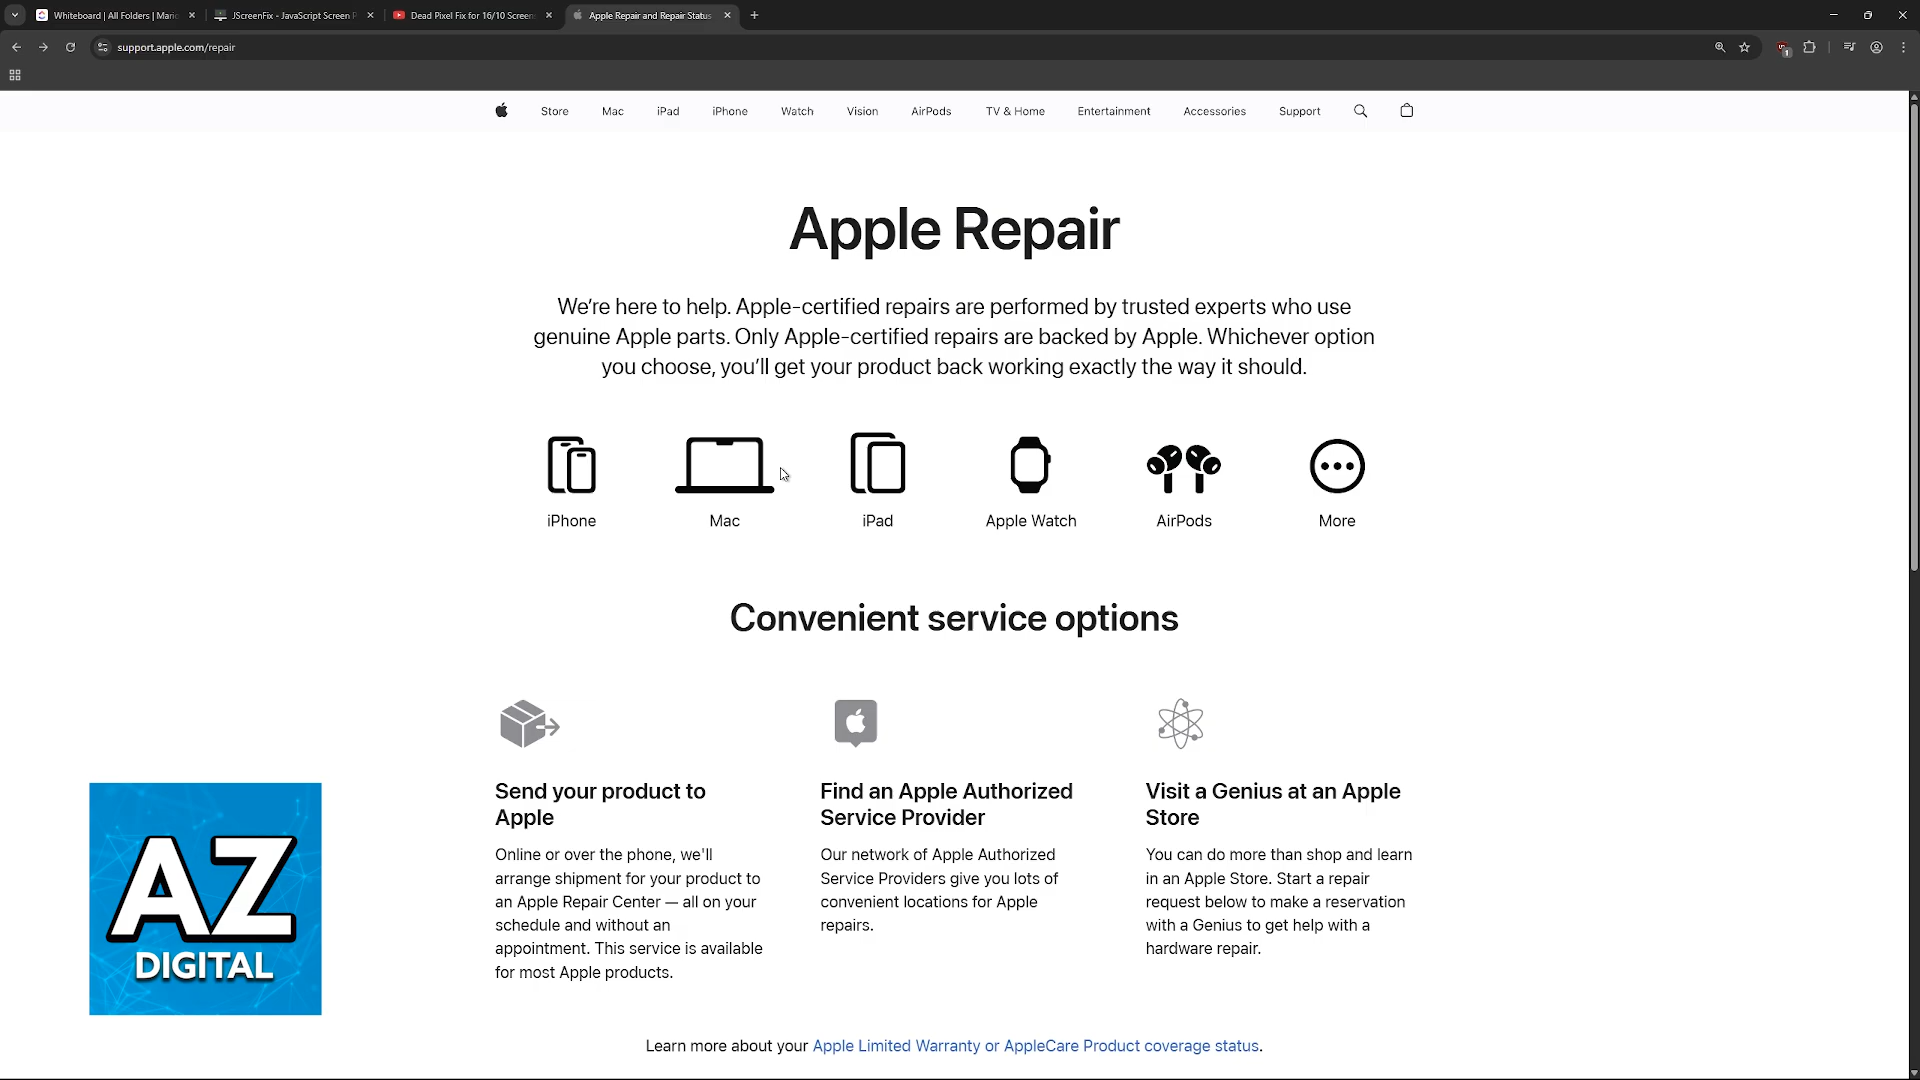 Whiteboard | All Folders | Maric
JScreenFix - JavaScript Screen P
Dead Pixel Fix for 16/10 Screens
Apple Repair and Repair Status
support.apple.com/repair
1
Store
Mac
iPad
iPhone
Watch
Vision
AirPods
TV & Home
Entertainment
Accessories
Support
Apple Repair
We're here to help. Apple-certified repairs are performed by trusted experts who use
genuine Apple parts. Only Apple-certified repairs are backed by Apple. Whichever option
you choose, you'll get your product back working exactly the way it should.
iPhone
Mac
iPad
Apple Watch
AirPods
More
Convenient service options
Send your product to
Apple
Online or over the phone, we'll
arrange shipment for your product to
an Apple Repair Center — all on your
schedule and without an
appointment. This service is available
for most Apple products.
Find an Apple Authorized
Service Provider
Our network of Apple Authorized
Service Providers give you lots of
convenient locations for Apple
repairs.
Visit a Genius at an Apple
Store
You can do more than shop and learn
in an Apple Store. Start a repair
request below to make a reservation
with a Genius to get help with a
hardware repair.
AZ
DIGITAL
Learn more about your Apple Limited Warranty or AppleCare Product coverage status.